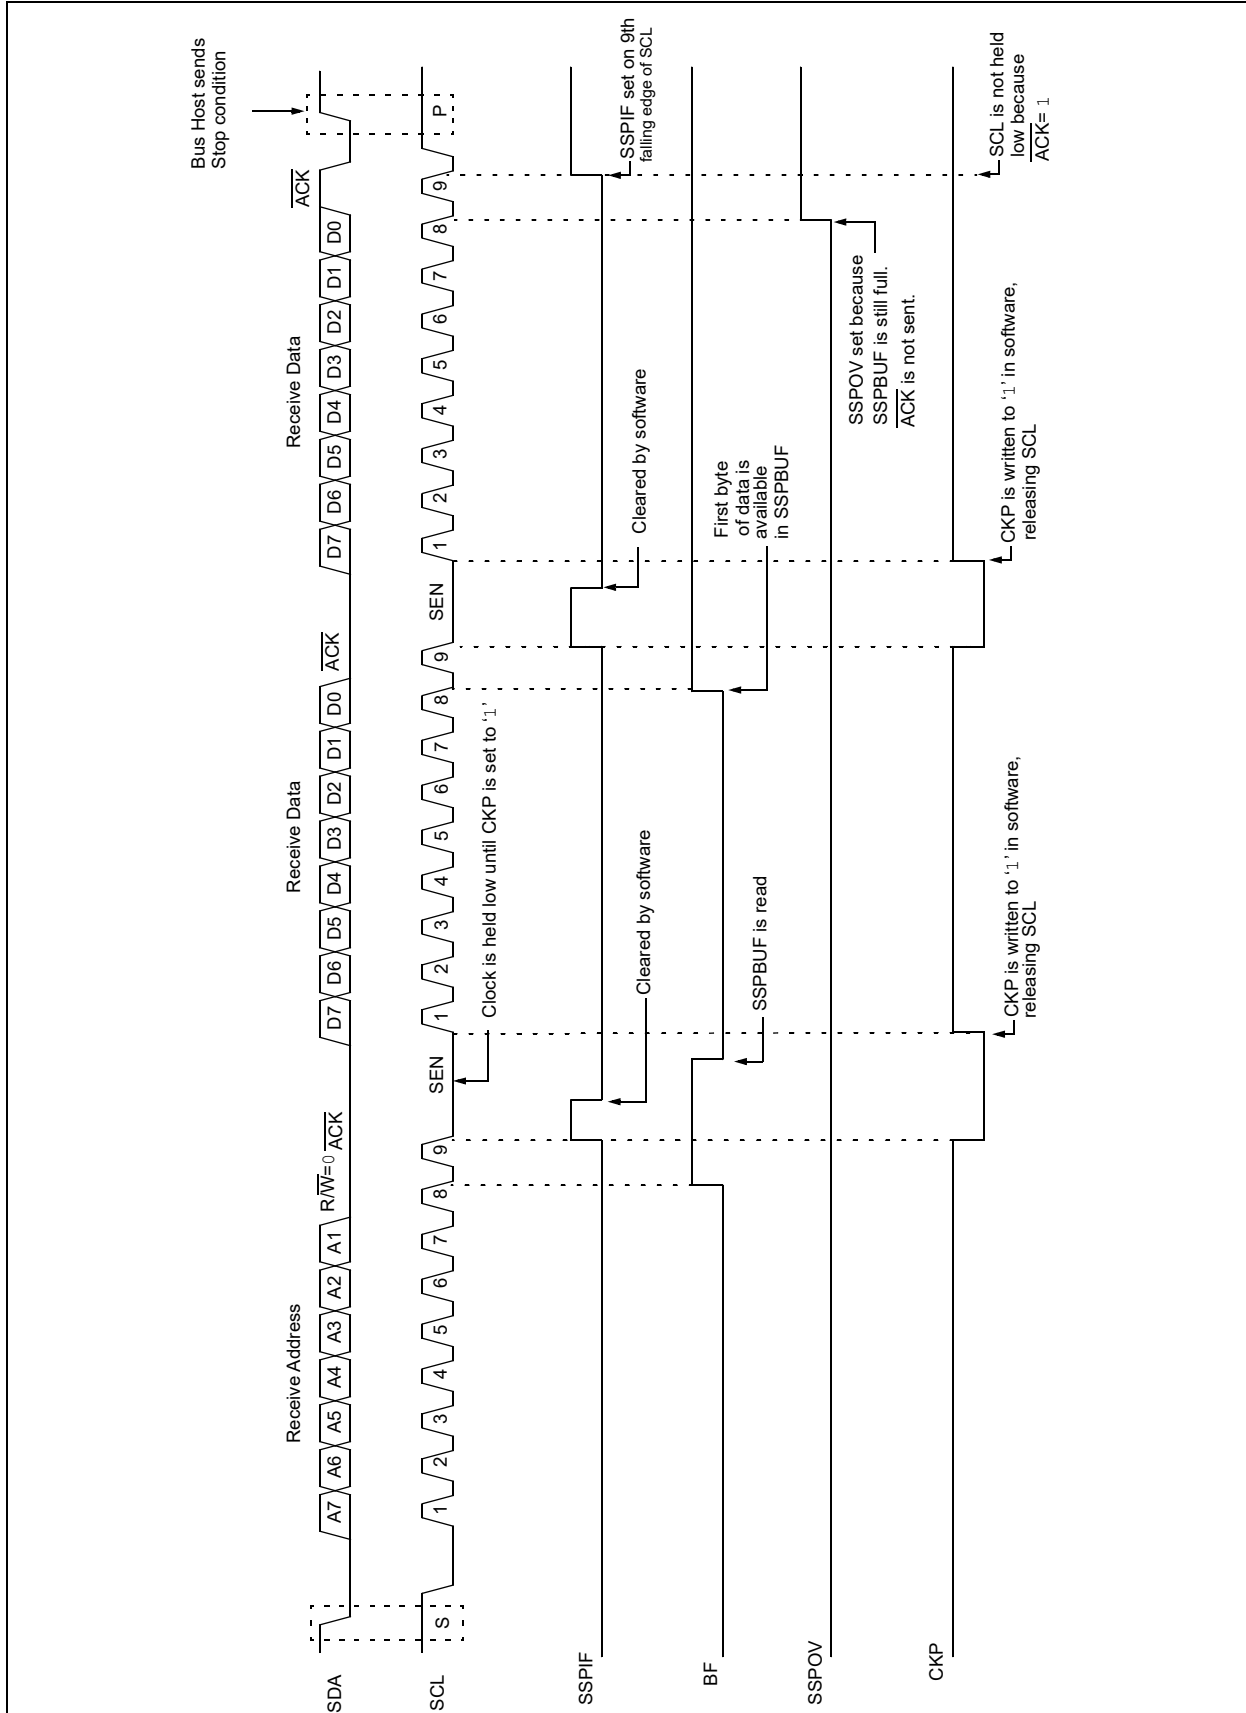 Bus Host sends
Stop condition
Receive Address
Receive Data
Receive Data
SDA
A7 A6 A5 A4 A3 A2 A1
R/W=0 ACK
D7 D6 D5 D4 D3 D2 D1 D0
ACK
D7 D6 D5 D4 D3 D2 D1 D0
ACK
SCL
S
1 2 3 4 5 6 7 8 9
SEN
1 2 3 4 5 6 7 8 9
SEN
1 2 3 4 5 6 7 8 9
P
Clock is held low until CKP is set to ‘1’
SSPIF
Cleared by software
Cleared by software
SSPIF set on 9th
falling edge of SCL
BF
SSPBUF is read
First byte
of data is
available
in SSPBUF
SSPOV
SSPOV set because
SSPBUF is still full.
ACK is not sent.
CKP
CKP is written to ‘1’ in software,
releasing SCL
CKP is written to ‘1’ in software,
releasing SCL
SCL is not held
low because
ACK= 1